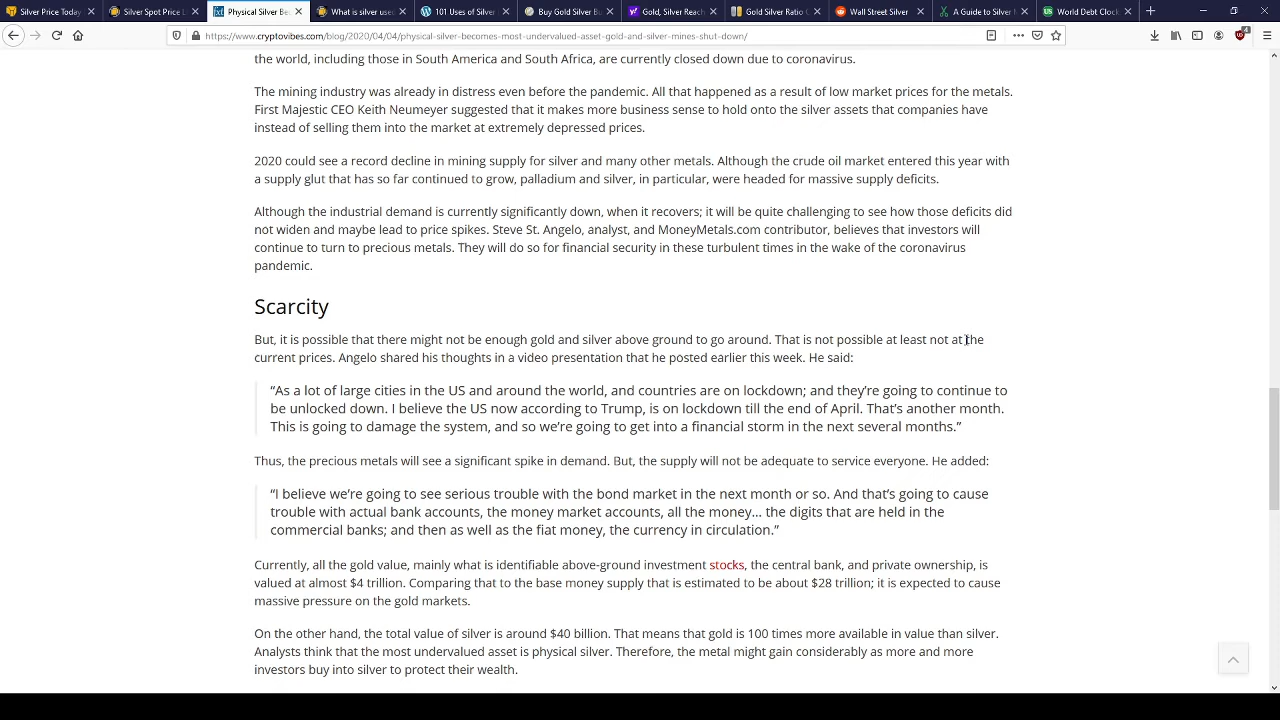 Silver Price Today
Silver Spot Price
Physical Silver Be
What is silver use
101 Uses of Silver
Buy Gold Silver Bu
Gold, Silver Reach
Gold Silver Ratio C
Wall Street Silver
A Guide to Silver
World Debt Clock
https://www.cryptovibes.com/blog/2020/04/04/physical-silver-becomes-most-undervalued-asset-gold-and-silver-mines-shut-down/
the world, including those in South America and South Africa, are currently closed down due to coronavirus.
The mining industry was already in distress even before the pandemic. All that happened as a result of low market prices for the metals.
First Majestic CEO Keith Neumeyer suggested that it makes more business sense to hold onto the silver assets that companies have
instead of selling them into the market at extremely depressed prices.
2020 could see a record decline in mining supply for silver and many other metals. Although the crude oil market entered this year with
a supply glut that has so far continued to grow, palladium and silver, in particular, were headed for massive supply deficits.
Although the industrial demand is currently significantly down, when it recovers; it will be quite challenging to see how those deficits did
not widen and maybe lead to price spikes. Steve St. Angelo, analyst, and MoneyMetals.com contributor, believes that investors will
continue to turn to precious metals. They will do so for financial security in these turbulent times in the wake of the coronavirus
pandemic.
Scarcity
But, it is possible that there might not be enough gold and silver above ground to go around. That is not possible at least not at the
current prices. Angelo shared his thoughts in a video presentation that he posted earlier this week. He said:
“As a lot of large cities in the US and around the world, and countries are on lockdown; and they’re going to continue to
be unlocked down. I believe the US now according to Trump, is on lockdown till the end of April. That’s another month.
This is going to damage the system, and so we’re going to get into a financial storm in the next several months.”
Thus, the precious metals will see a significant spike in demand. But, the supply will not be adequate to service everyone. He added:
“I believe we’re going to see serious trouble with the bond market in the next month or so. And that’s going to cause
trouble with actual bank accounts, the money market accounts, all the money… the digits that are held in the
commercial banks; and then as well as the fiat money, the currency in circulation.”
Currently, all the gold value, mainly what is identifiable above-ground investment stocks, the central bank, and private ownership, is
valued at almost $4 trillion. Comparing that to the base money supply that is estimated to be about $28 trillion; it is expected to cause
massive pressure on the gold markets.
On the other hand, the total value of silver is around $40 billion. That means that gold is 100 times more available in value than silver.
Analysts think that the most undervalued asset is physical silver. Therefore, the metal might gain considerably as more and more
investors buy into silver to protect their wealth.